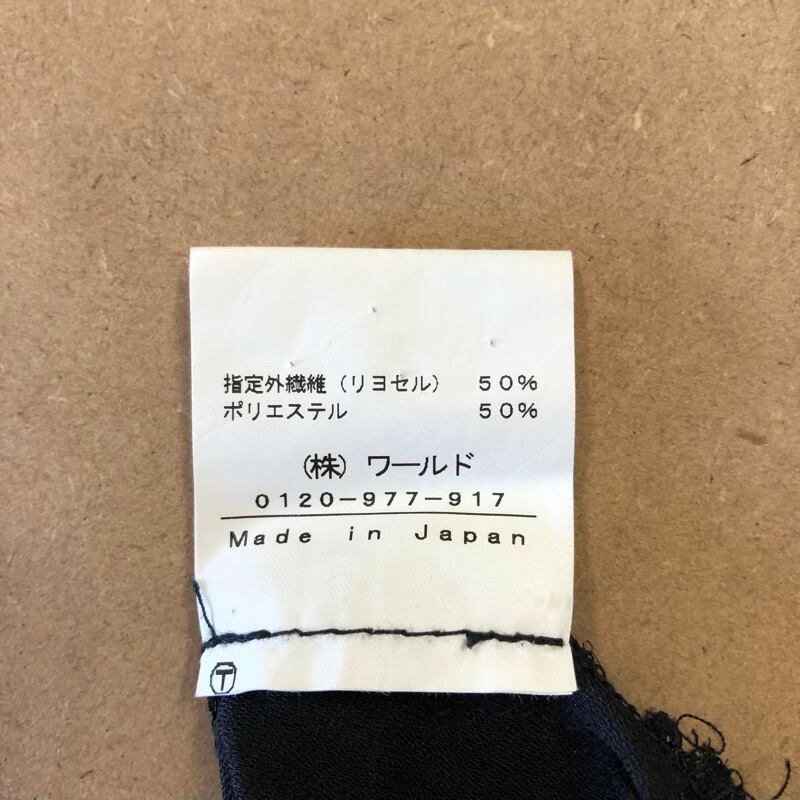 指定外繊維（リヨセル） 50%
ポリエステル 50%
（株）ワールド
0120-977-917
Made in Japan
T